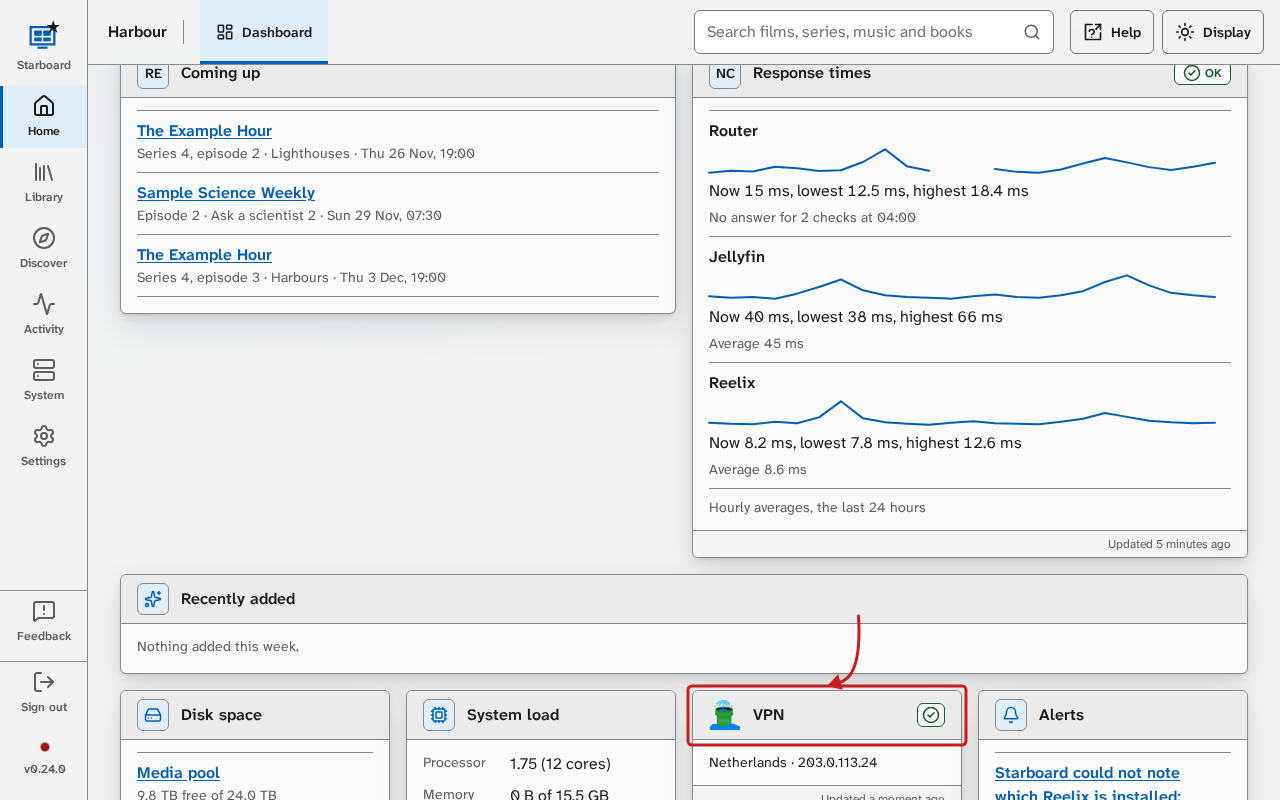 Starboard
Home
Library
Discover
Activity
System
Settings
Feedback
Sign out
v0.24.0
Harbour
Dashboard
Search films, series, music and books
Help
Display
RE
Coming up
The Example Hour
Series 4, episode 2 · Lighthouses · Thu 26 Nov, 19:00
Sample Science Weekly
Episode 2 · Ask a scientist 2 · Sun 29 Nov, 07:30
The Example Hour
Series 4, episode 3 · Harbours · Thu 3 Dec, 19:00
NC
Response times
OK
Router
Now 15 ms, lowest 12.5 ms, highest 18.4 ms
No answer for 2 checks at 04:00
Jellyfin
Now 40 ms, lowest 38 ms, highest 66 ms
Average 45 ms
Reelix
Now 8.2 ms, lowest 7.8 ms, highest 12.6 ms
Average 8.6 ms
Hourly averages, the last 24 hours
Updated 5 minutes ago
Recently added
Nothing added this week.
Disk space
Media pool
9.8 TB free of 24.0 TB
System load
Processor 1.75 (12 cores)
Memory 0 B of 15.5 GB
VPN
Netherlands · 203.0.113.24
Updated a moment ago
Alerts
Starboard could not note
which Reelix is installed: